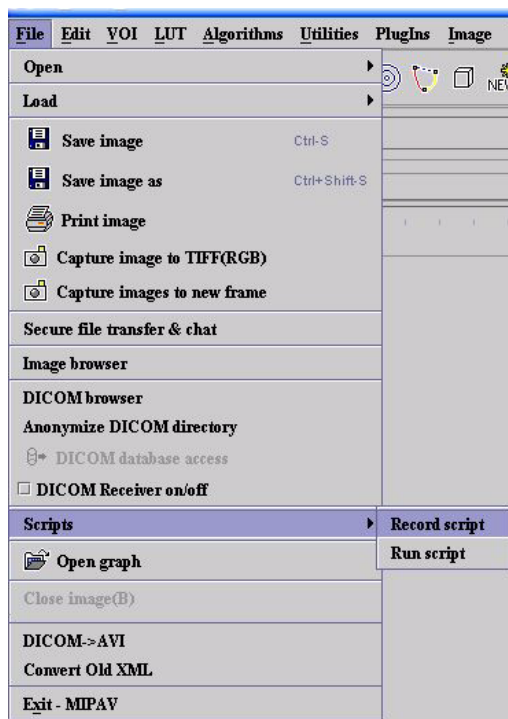 File Edit VOI LUT Algorithms Utilities PlugIns Image
Open
Load
Save image Ctrl-S
Save image as Ctrl+Shift-S
Print image
Capture image to TIFF(RGB)
Capture images to new frame
Secure file transfer & chat
Image browser
DICOM browser
Anonymize DICOM directory
DICOM database access
DICOM Receiver on/off
Scripts Record script
Open graph Run script
Close image(B)
DICOM->AVI
Convert Old XML
Exit - MIPAV